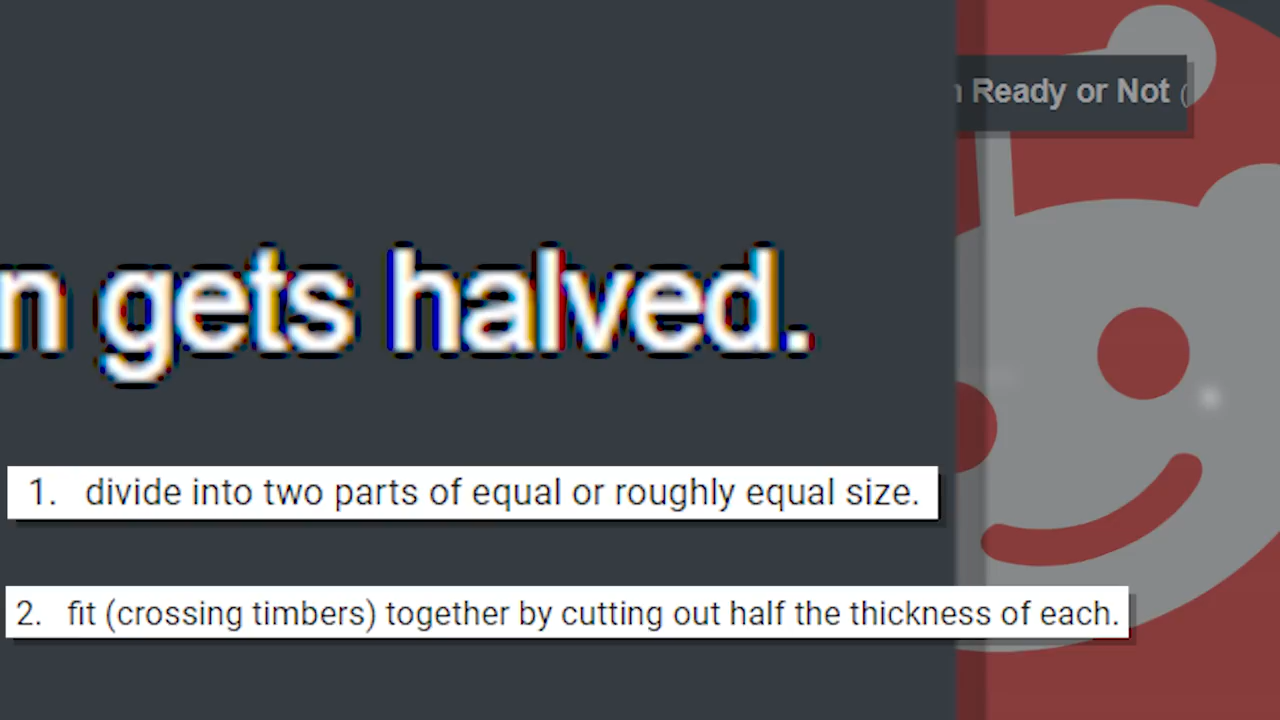 Ready or Not (
gets halved.
1. divide into two parts of equal or roughly equal size.
2. fit (crossing timbers) together by cutting out half the thickness of each.